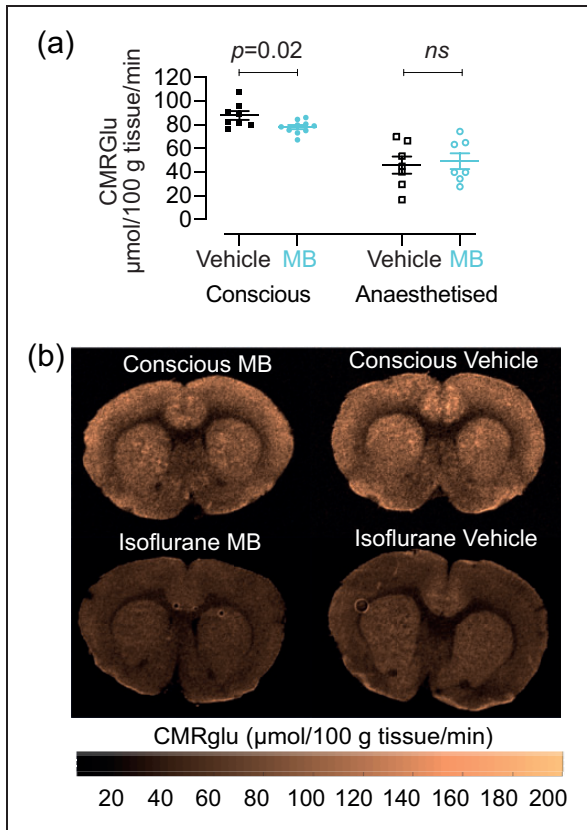 (a)
p=0.02
ns
CMRGlu
µmol/100 g tissue/min
120
100
80
60
40
20
0
Vehicle MB
Vehicle MB
Conscious
Anaesthetised
(b)
Conscious MB
Conscious Vehicle
Isoflurane MB
Isoflurane Vehicle
CMRglu (µmol/100 g tissue/min)
20 40 60 80 100 120 140 160 180 200